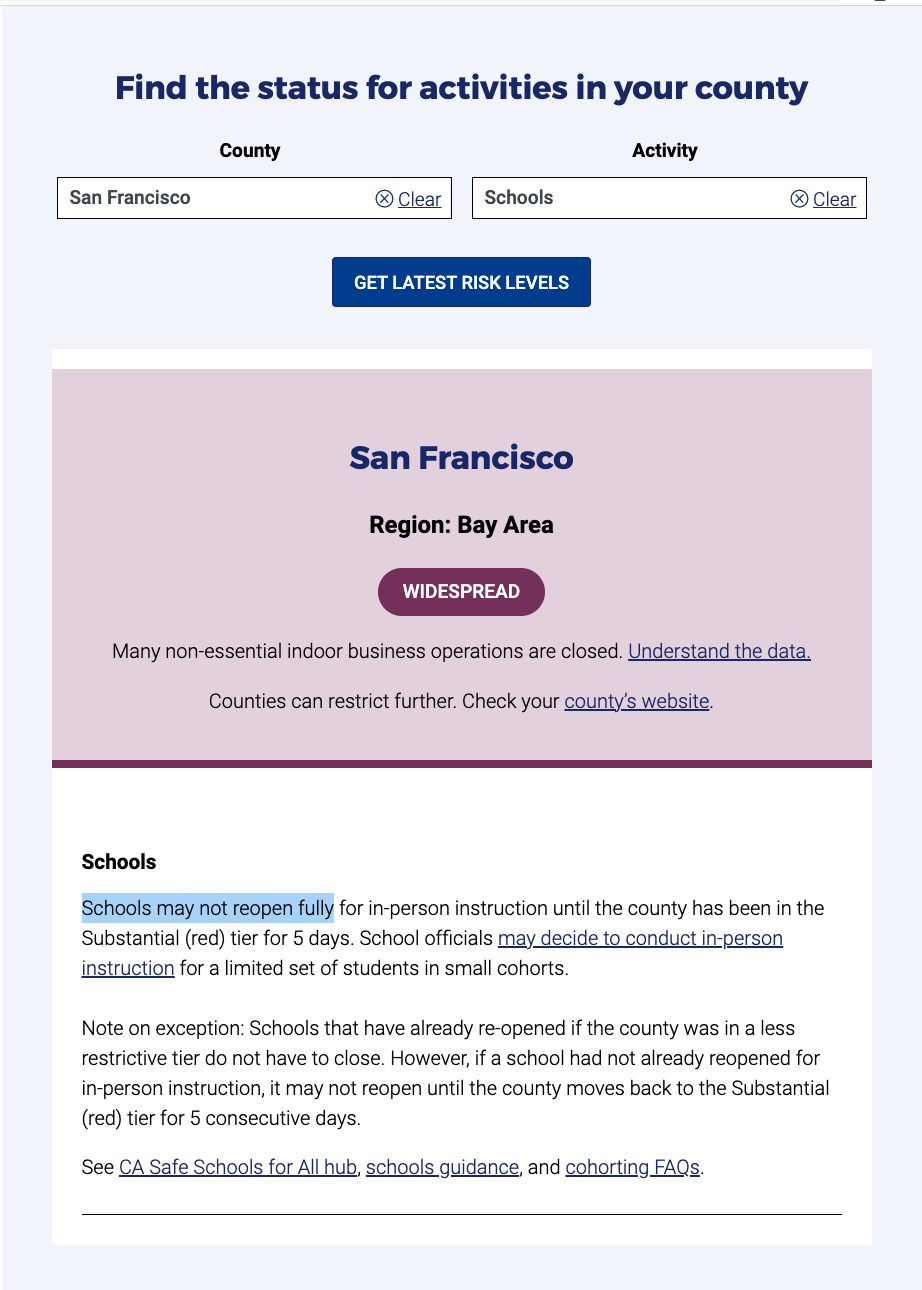 Find the status for activities in your county
County
Activity
San Francisco
Clear
Schools
Clear
GET LATEST RISK LEVELS
San Francisco
Region: Bay Area
WIDESPREAD
Many non-essential indoor business operations are closed. Understand the data.
Counties can restrict further. Check your county’s website.
Schools
Schools may not reopen fully for in-person instruction until the county has been in the
Substantial (red) tier for 5 days. School officials may decide to conduct in-person
instruction for a limited set of students in small cohorts.
Note on exception: Schools that have already re-opened if the county was in a less
restrictive tier do not have to close. However, if a school had not already reopened for
in-person instruction, it may not reopen until the county moves back to the Substantial
(red) tier for 5 consecutive days.
See CA Safe Schools for All hub, schools guidance, and cohorting FAQs.